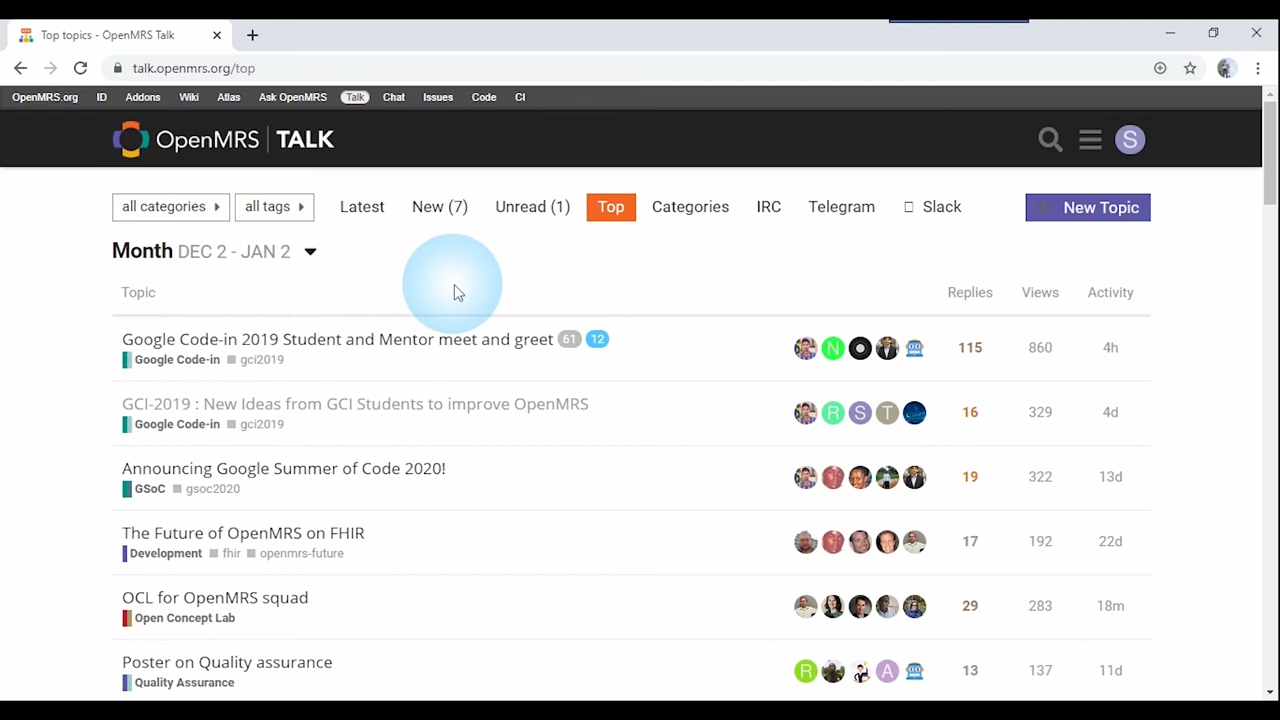 Top topics - OpenMRS Talk
talk.openmrs.org/top
OpenMRS.org ID Addons Wiki Atlas Ask OpenMRS Talk Chat Issues Code CI
OpenMRS TALK S
all categories all tags Latest New (7) Unread (1) Top Categories IRC Telegram Slack + New Topic
Month DEC 2 - JAN 2
Topic Replies Views Activity
Google Code-in 2019 Student and Mentor meet and greet 61 12 N 115 860 4h
Google Code-in gci2019
GCI-2019 : New Ideas from GCI Students to improve OpenMRS R S T 16 329 4d
Google Code-in gci2019
Announcing Google Summer of Code 2020! 19 322 13d
GSoC gsoc2020
The Future of OpenMRS on FHIR 17 192 22d
Development fhir openmrs-future
OCL for OpenMRS squad 29 283 18m
Open Concept Lab
Poster on Quality assurance R A 13 137 11d
Quality Assurance